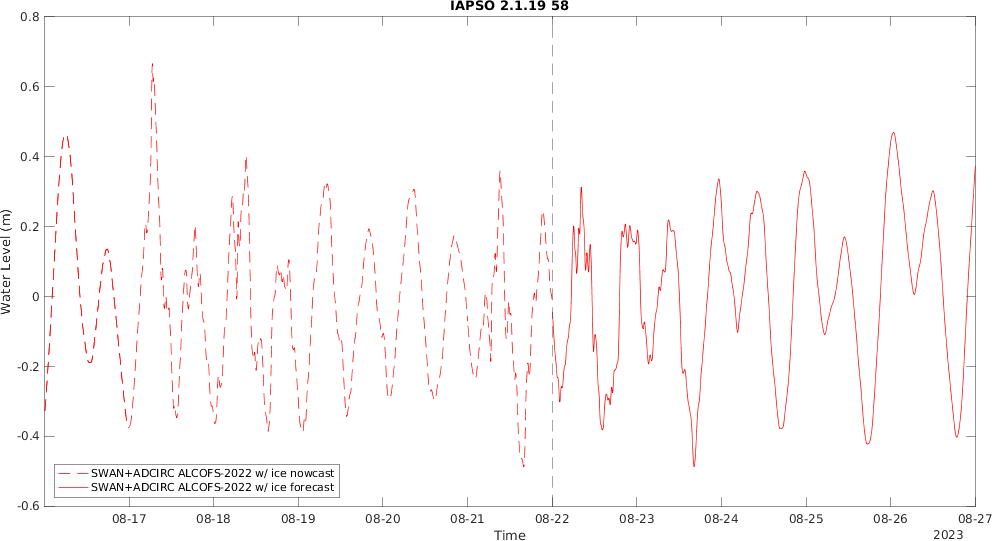 IAPSO 2.1.19 58
0.8
0.6
0.4
0.2
0
-0.2
-0.4
-0.6
Water Level (m)
SWAN+ADCIRC ALCOFS-2022 w/ ice nowcast
SWAN+ADCIRC ALCOFS-2022 w/ ice forecast
08-17 08-18 08-19 08-20 08-21 08-22 08-23 08-24 08-25 08-26 08-27
Time
2023